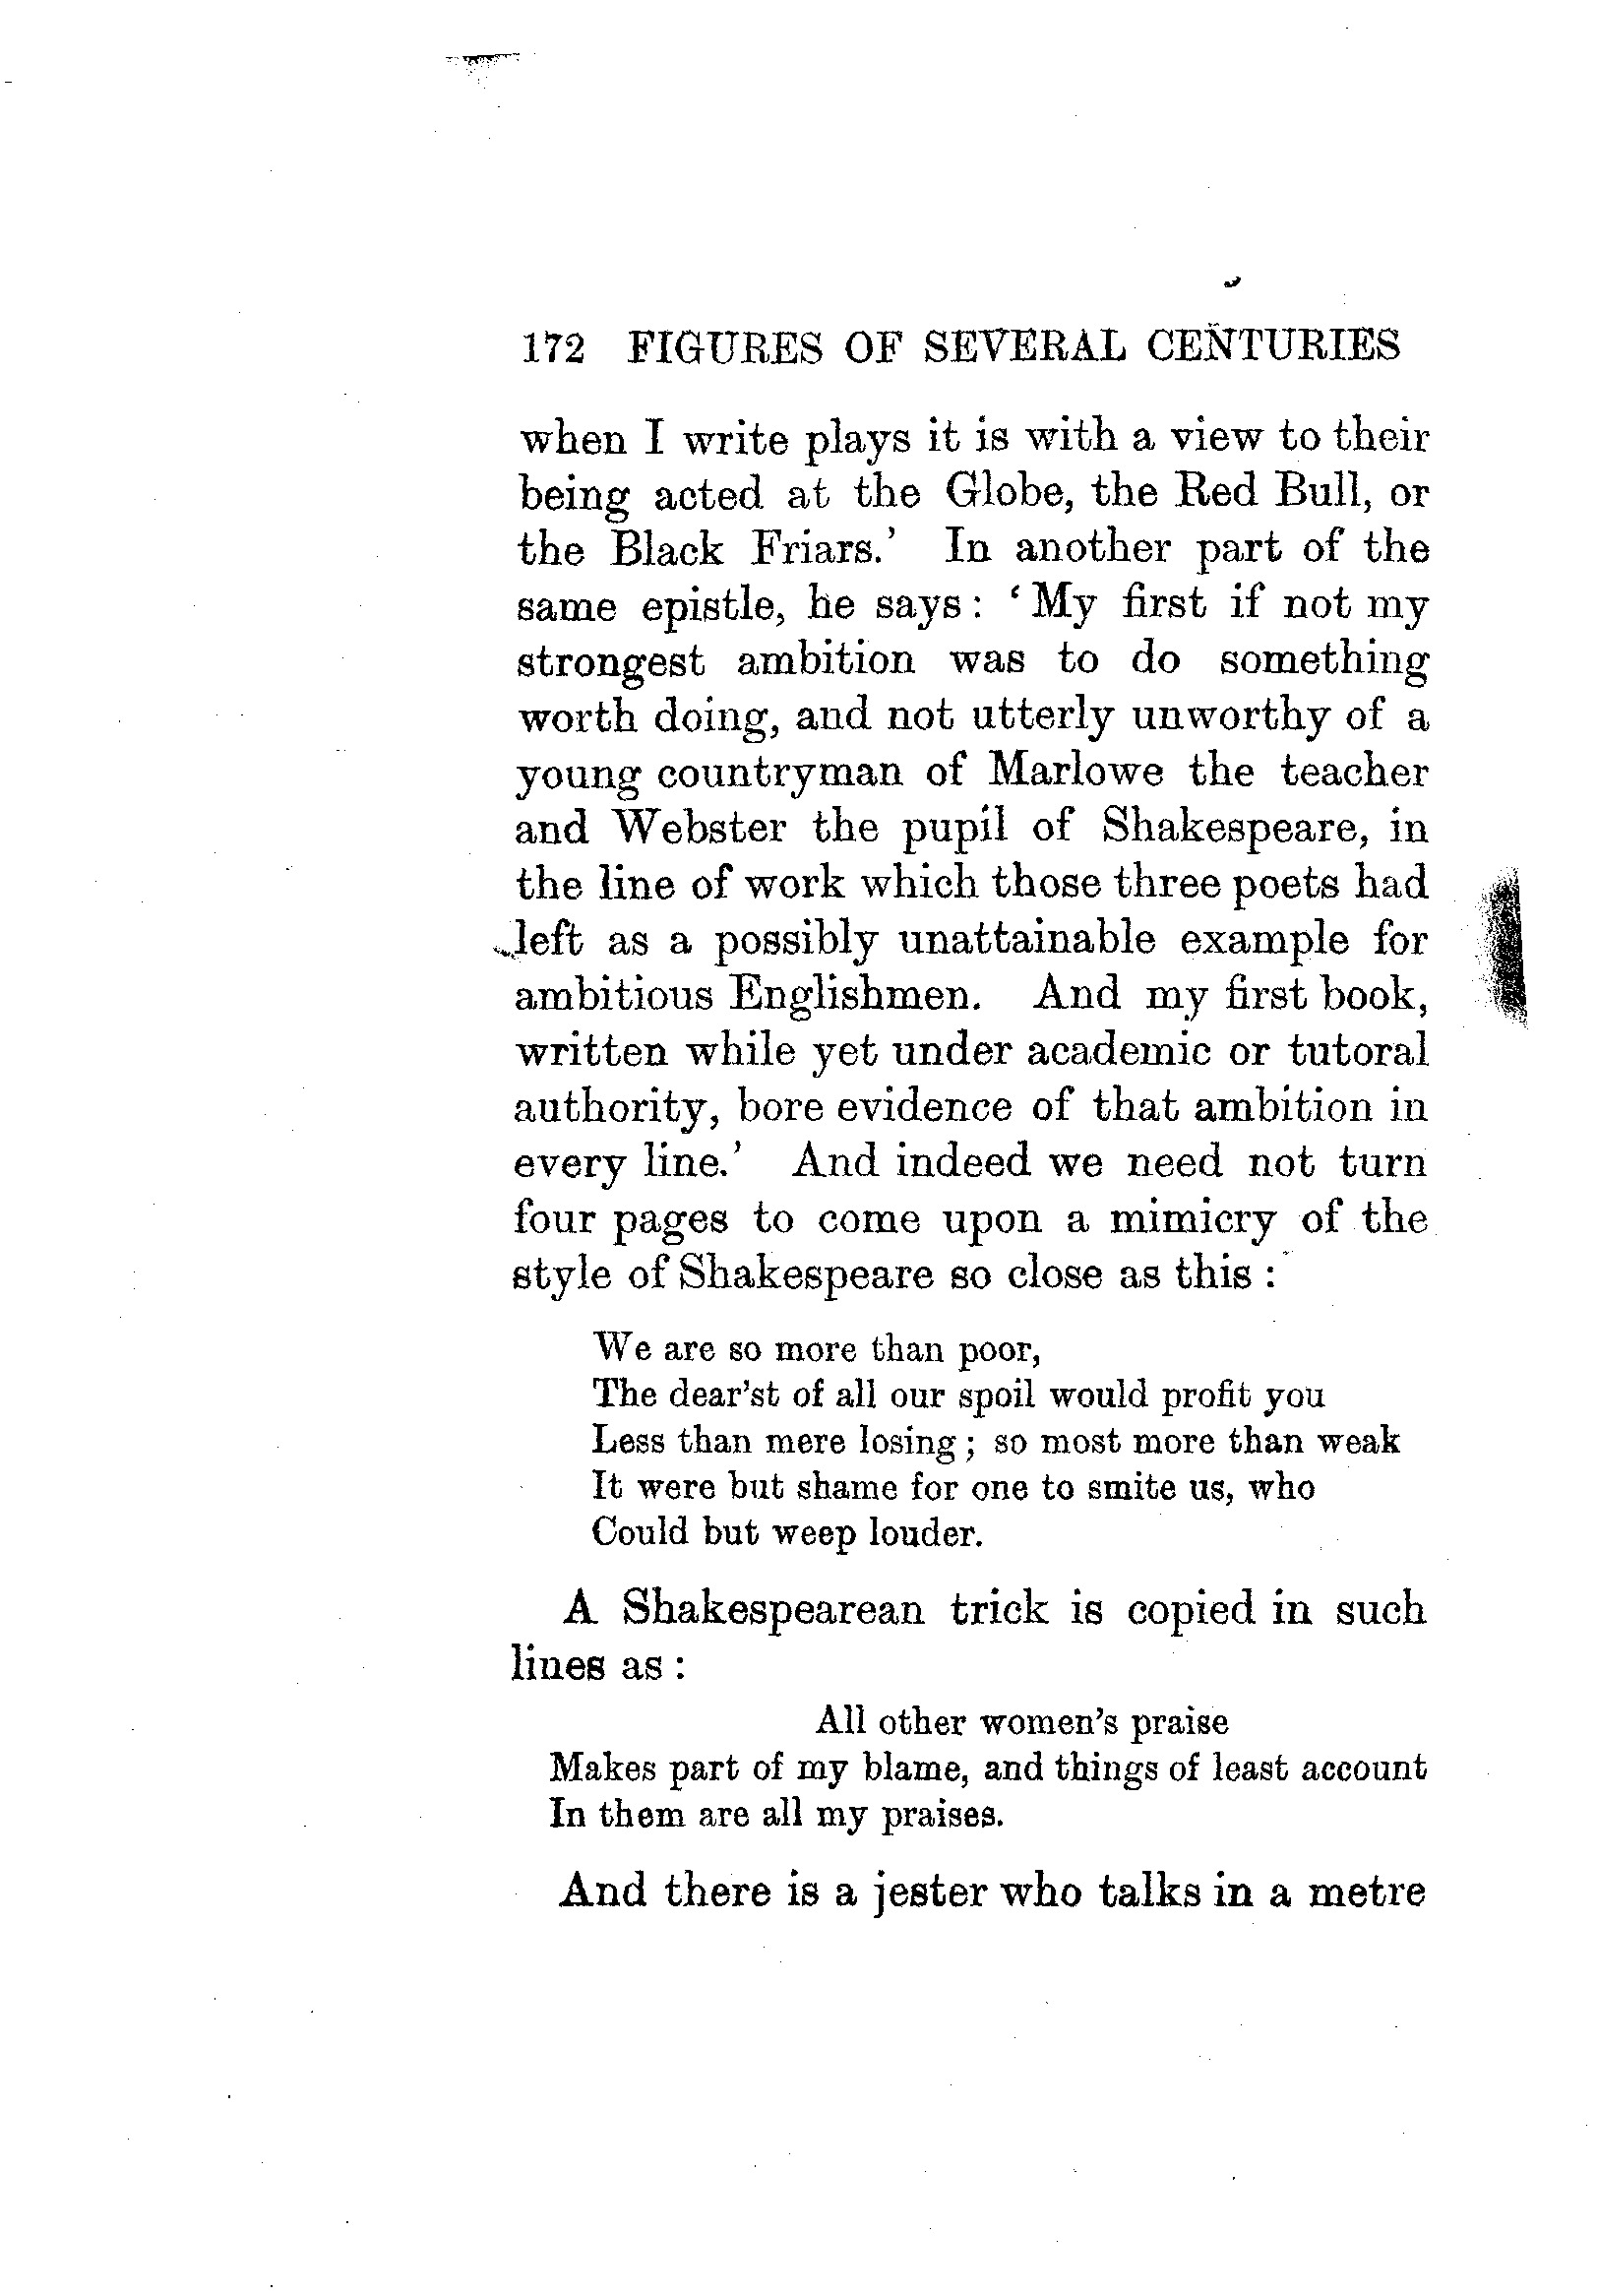 172 FIGURES OF SEVERAL CENTURIES
when I write plays it is with a view to their
being acted at the Globe, the Red Bull, or
the Black Friars.' In another part of the
same epistle, he says: 'My first if not my
strongest ambition was to do something
worth doing, and not utterly unworthy of a
young countryman of Marlowe the teacher
and Webster the pupil of Shakespeare, in
the line of work which those three poets had
left as a possibly unattainable example for
ambitious Englishmen. And my first book,
written while yet under academic or tutoral
authority, bore evidence of that ambition in
every line.' And indeed we need not turn
four pages to come upon a mimicry of the
style of Shakespeare so close as this:
We are so more than poor,
The dear'st of all our spoil would profit you
Less than mere losing; so most more than weak
It were but shame for one to smite us, who
Could but weep louder.
A Shakespearean trick is copied in such
lines as:
All other women's praise
Makes part of my blame, and things of least account
In them are all my praises.
And there is a jester who talks in a metre